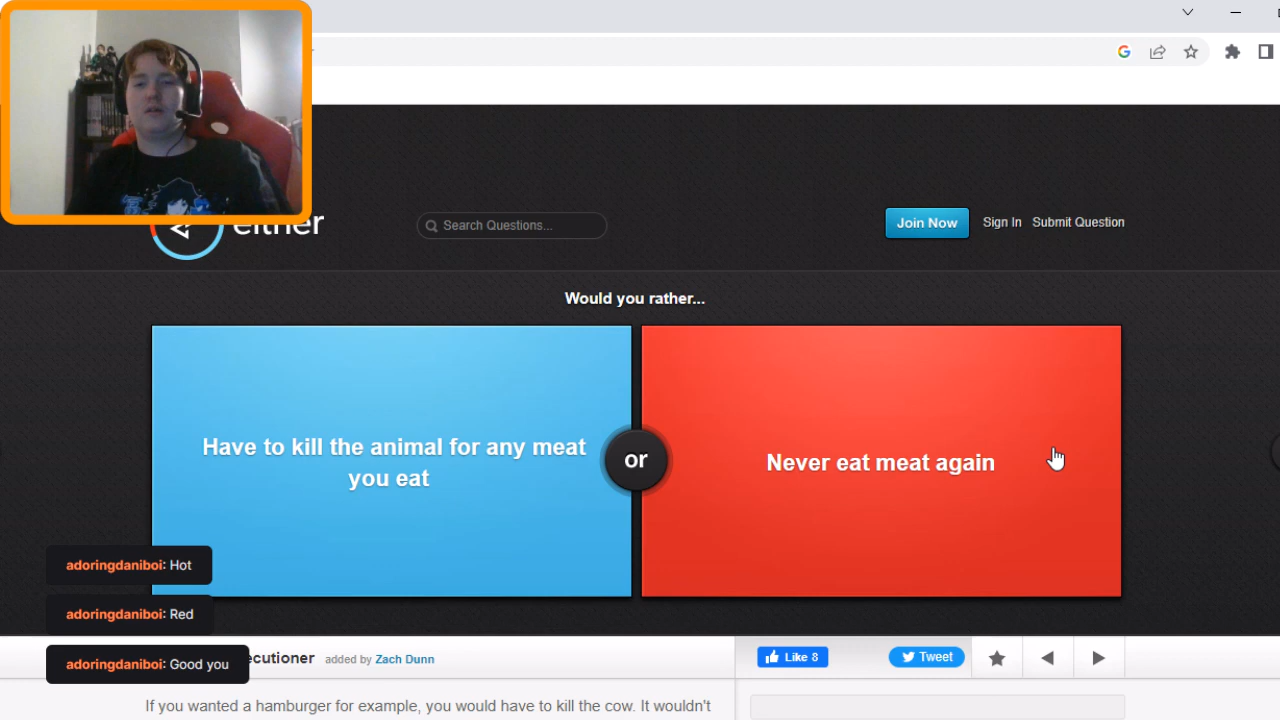 either
Search Questions...
Join Now
Sign In
Submit Question
Would you rather...
Have to kill the animal for any meat
you eat
or
Never eat meat again
adoringdaniboi: Hot
adoringdaniboi: Red
adoringdaniboi: Good you
ecutioner added by Zach Dunn
Like 8
Tweet
If you wanted a hamburger for example, you would have to kill the cow. It wouldn't